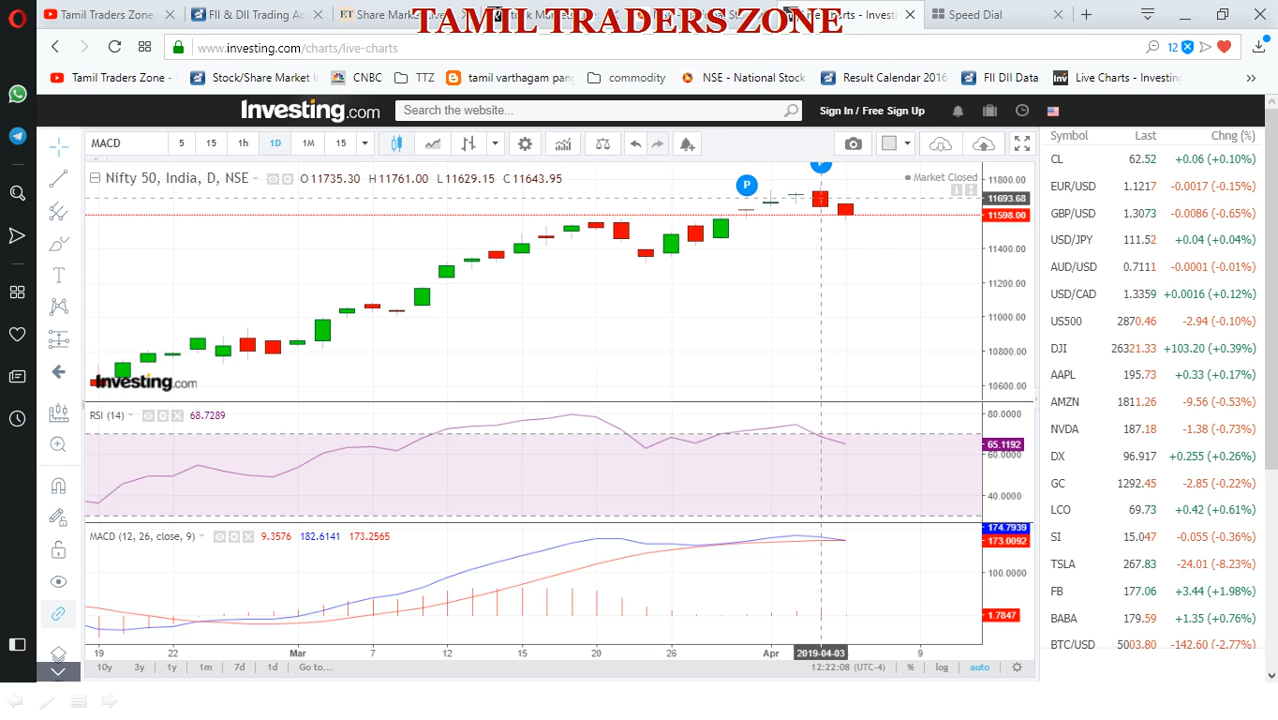 Tamil Traders Zone
FII & DII Trading Ac
Share Market Live
TAMIL TRADERS ZONE
Speed Dial
www.investing.com/charts/live-charts
12
Tamil Traders Zone -
Stock/Share Market
CNBC
TTZ
tamil varthagam pan
commodity
NSE - National Stock
Result Calendar 2016
FII DII Data
Live Charts - Investin
Investing.com
Search the website...
Sign In / Free Sign Up
MACD
5
15
1h
1D
1M
15
Symbol Last Chng (%)
Nifty 50, India, D, NSE
O 11735.30 H 11761.00 L 11629.15 C 11643.95
Market Closed
P
P
11800.00
11693.68
11598.00
11400.00
11200.00
11000.00
10800.00
10600.00
Investing.com
RSI (14) 68.7289
80.0000
65.1192
60.0000
40.0000
MACD (12, 26, close, 9) 9.3576 182.6141 173.2565
174.7939
173.0092
100.0000
1.7847
19 22 Mar 7 12 15 20 26 Apr 2019-04-03 9
10y 3y 1y 1m 7d 1d Go to...
12:22:08 (UTC-4) % log auto
CL 62.52 +0.06 (+0.10%)
EUR/USD 1.1217 -0.0017 (-0.15%)
GBP/USD 1.3073 -0.0086 (-0.65%)
USD/JPY 111.52 +0.04 (+0.04%)
AUD/USD 0.7111 -0.0001 (-0.01%)
USD/CAD 1.3359 +0.0016 (+0.12%)
US500 2870.46 -2.94 (-0.10%)
DJI 26321.33 +103.20 (+0.39%)
AAPL 195.73 +0.33 (+0.17%)
AMZN 1811.26 -9.56 (-0.53%)
NVDA 187.18 -1.38 (-0.73%)
DX 96.917 +0.255 (+0.26%)
GC 1292.45 -2.85 (-0.22%)
LCO 69.73 +0.42 (+0.61%)
SI 15.047 -0.055 (-0.36%)
TSLA 267.83 -24.01 (-8.23%)
FB 177.06 +3.44 (+1.98%)
BABA 179.59 +1.35 (+0.76%)
BTC/USD 5003.80 -142.60 (-2.77%)